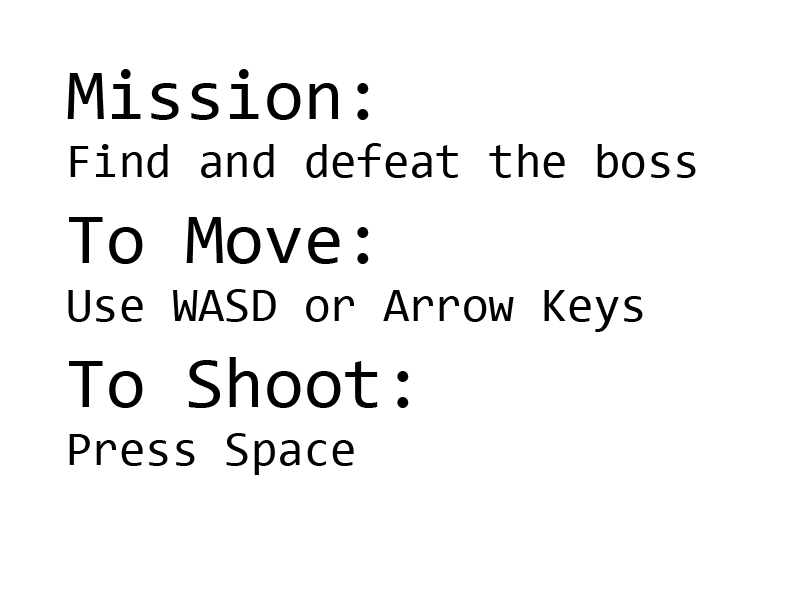 Mission:
Find and defeat the boss
To Move:
Use WASD or Arrow Keys
To Shoot:
Press Space